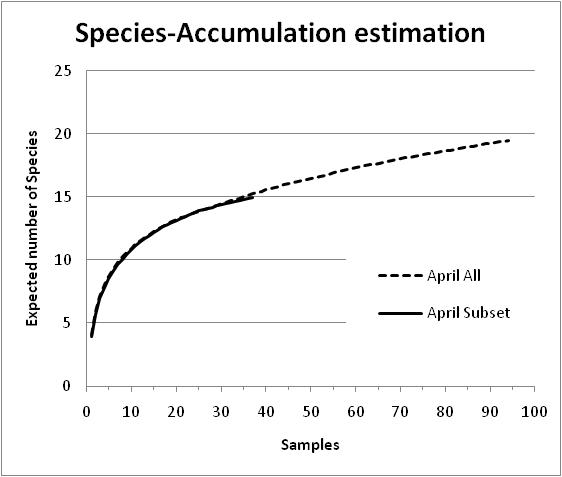 Species-Accumulation estimation
25
20
15
10
5
0
Expected number of Species
April All
April Subset
0 10 20 30 40 50 60 70 80 90 100
Samples